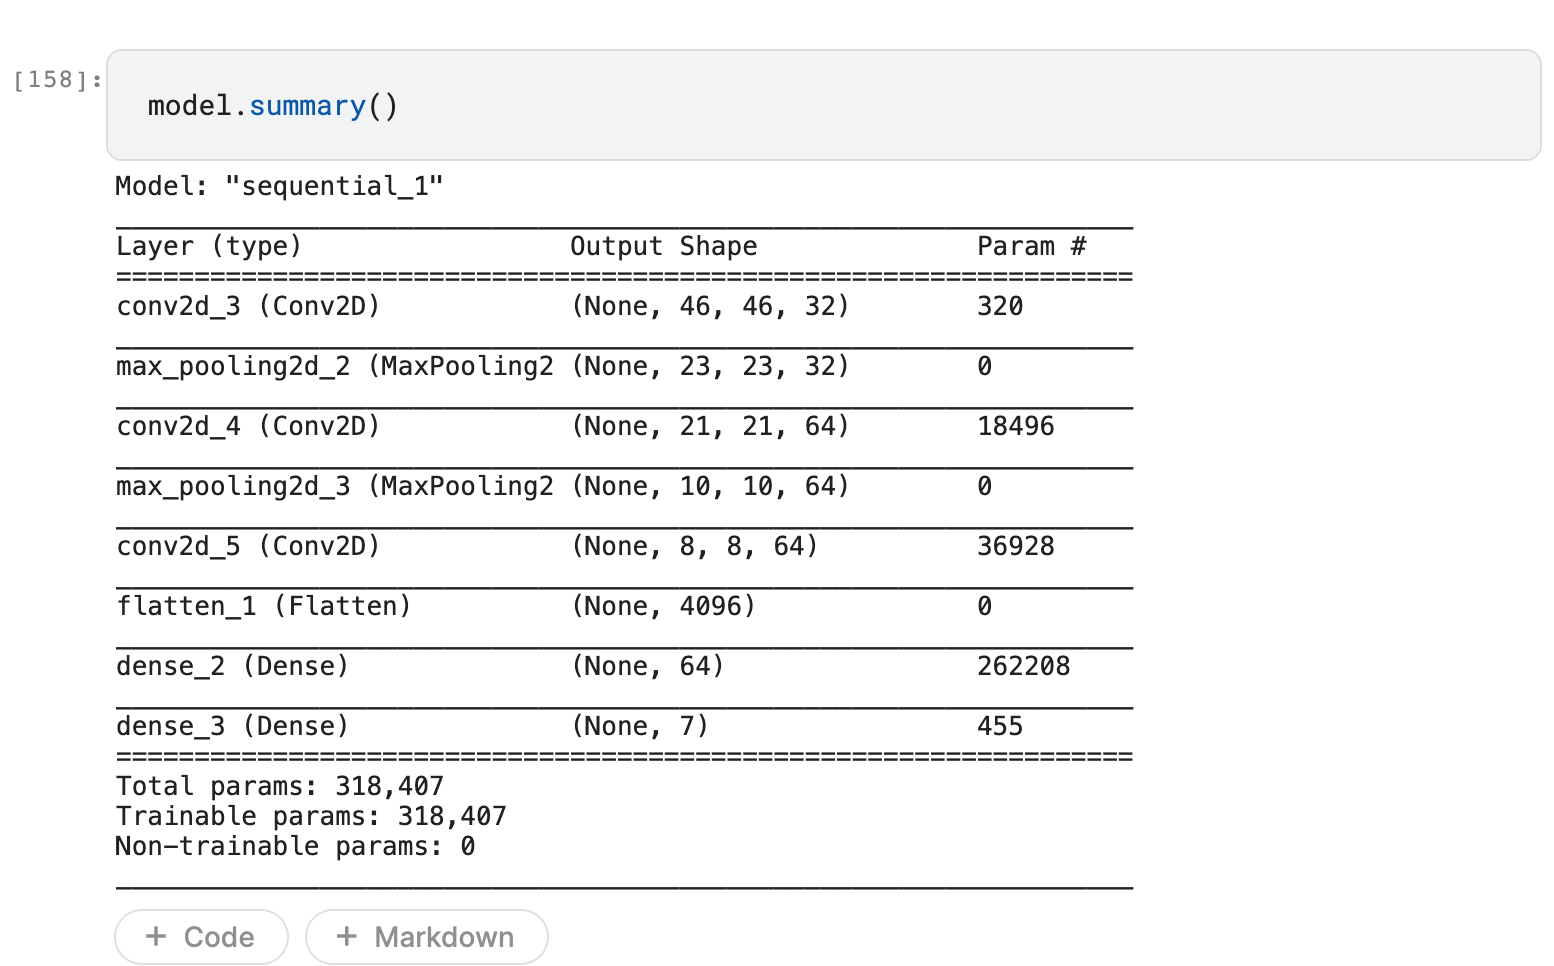 [158]:
model.summary()
Model: "sequential_1"
_________________________________________________________________
Layer (type)                 Output Shape              Param #
=================================================================
conv2d_3 (Conv2D)            (None, 46, 46, 32)        320
_________________________________________________________________
max_pooling2d_2 (MaxPooling2 (None, 23, 23, 32)        0
_________________________________________________________________
conv2d_4 (Conv2D)            (None, 21, 21, 64)        18496
_________________________________________________________________
max_pooling2d_3 (MaxPooling2 (None, 10, 10, 64)        0
_________________________________________________________________
conv2d_5 (Conv2D)            (None, 8, 8, 64)          36928
_________________________________________________________________
flatten_1 (Flatten)          (None, 4096)              0
_________________________________________________________________
dense_2 (Dense)              (None, 64)                262208
_________________________________________________________________
dense_3 (Dense)              (None, 7)                 455
=================================================================
Total params: 318,407
Trainable params: 318,407
Non-trainable params: 0
_________________________________________________________________
+ Code + Markdown